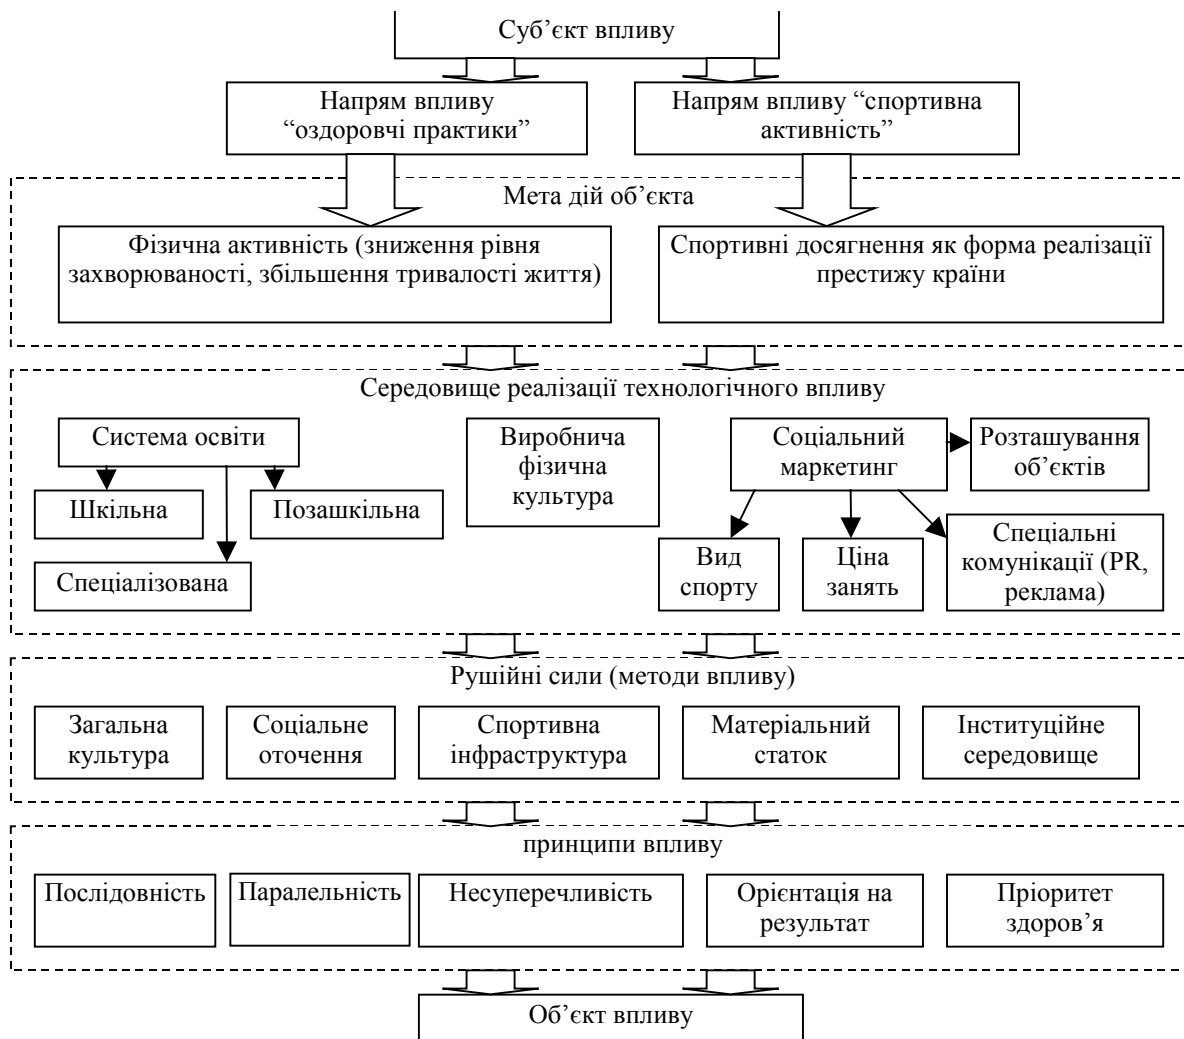 Суб’єкт впливу
Напрям впливу
“оздоровчі практики”
Напрям впливу “спортивна
активність”
Мета дій об’єкта
Фізична активність (зниження рівня
захворюваності, збільшення тривалості життя)
Спортивні досягнення як форма реалізації
престижу країни
Середовище реалізації технологічного впливу
Система освіти
Шкільна
Позашкільна
Спеціалізована
Виробнича
фізична
культура
Соціальний
маркетинг
Розташування
об’єктів
Вид
спорту
Ціна
занять
Спеціальні
комунікації (PR,
реклама)
Рушійні сили (методи впливу)
Загальна
культура
Соціальне
оточення
Спортивна
інфраструктура
Матеріальний
статок
Інституційне
середовище
принципи впливу
Послідовність
Паралельність
Несуперечливість
Орієнтація на
результат
Пріоритет
здоров’я
Об’єкт впливу